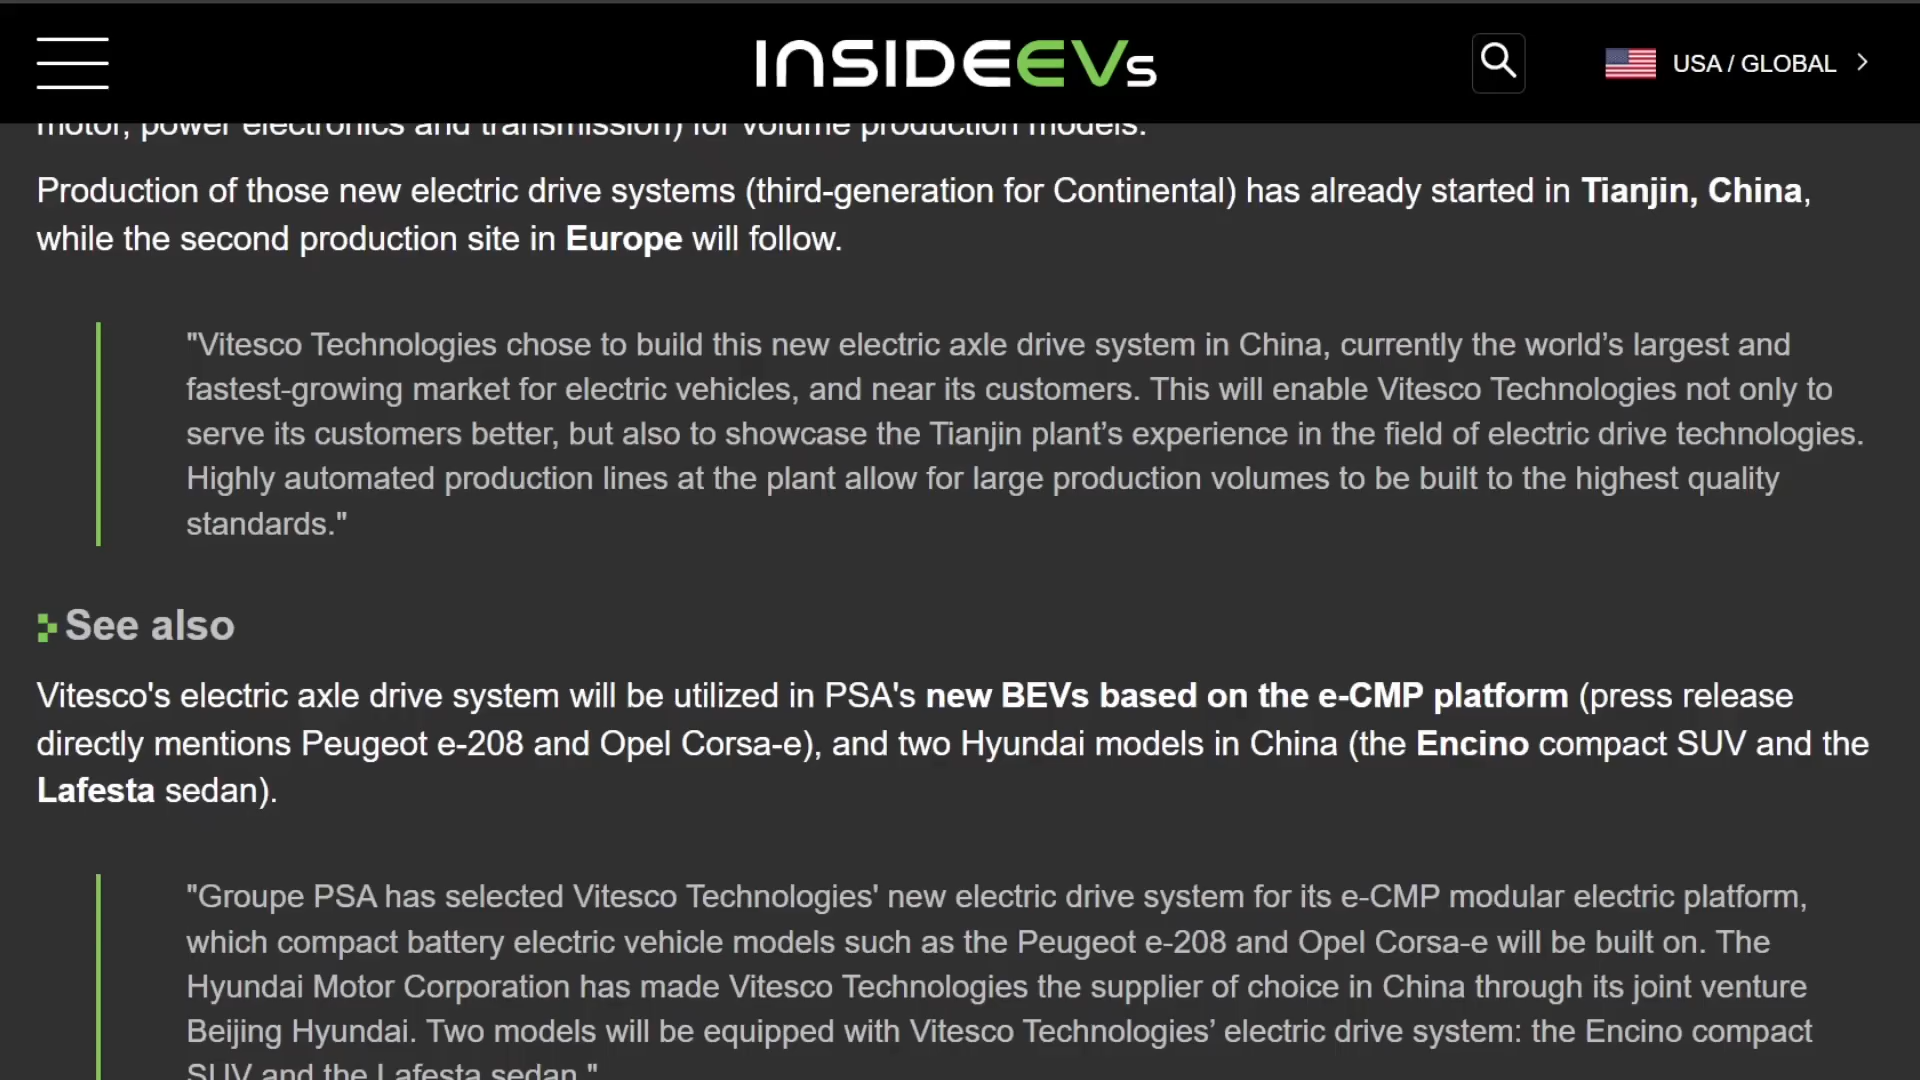 INSIDEEVs
USA / GLOBAL
motor, power electronics and transmission) for volume production models.
Production of those new electric drive systems (third-generation for Continental) has already started in Tianjin, China,
while the second production site in Europe will follow.
"Vitesco Technologies chose to build this new electric axle drive system in China, currently the world’s largest and
fastest-growing market for electric vehicles, and near its customers. This will enable Vitesco Technologies not only to
serve its customers better, but also to showcase the Tianjin plant’s experience in the field of electric drive technologies.
Highly automated production lines at the plant allow for large production volumes to be built to the highest quality
standards."
See also
Vitesco's electric axle drive system will be utilized in PSA's new BEVs based on the e-CMP platform (press release
directly mentions Peugeot e-208 and Opel Corsa-e), and two Hyundai models in China (the Encino compact SUV and the
Lafesta sedan).
"Groupe PSA has selected Vitesco Technologies' new electric drive system for its e-CMP modular electric platform,
which compact battery electric vehicle models such as the Peugeot e-208 and Opel Corsa-e will be built on. The
Hyundai Motor Corporation has made Vitesco Technologies the supplier of choice in China through its joint venture
Beijing Hyundai. Two models will be equipped with Vitesco Technologies’ electric drive system: the Encino compact
SUV and the Lafesta sedan."